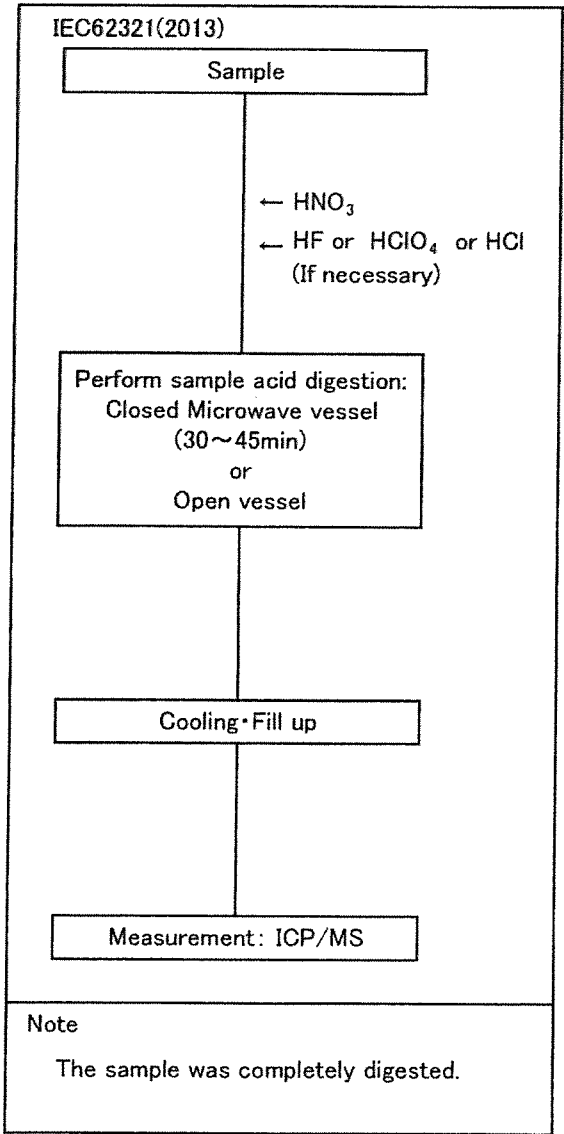 IEC62321(2013)
Sample
← HNO₃
← HF or HClO₄ or HCl
(If necessary)
Perform sample acid digestion:
Closed Microwave vessel
(30～45min)
or
Open vessel
Cooling・Fill up
Measurement: ICP/MS
Note
The sample was completely digested.